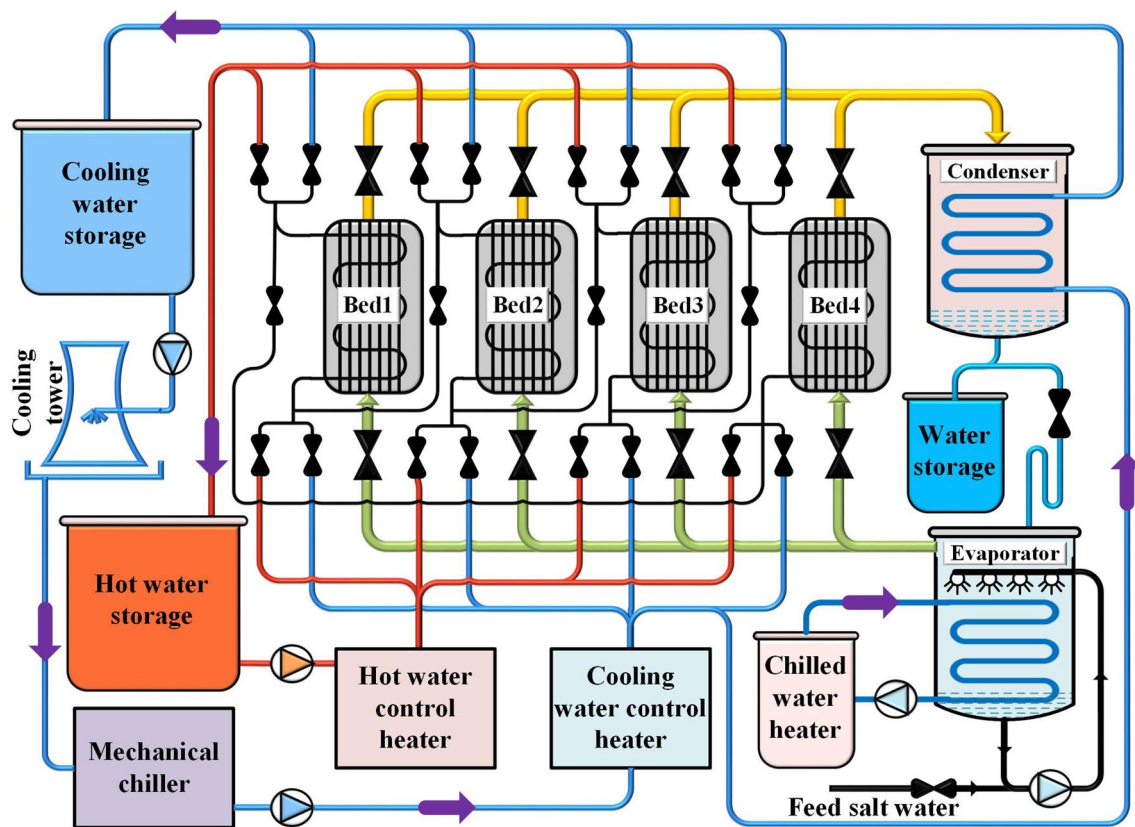 Cooling
water
storage
Condenser
Bed1
Bed2
Bed3
Bed4
Cooling
tower
Water
storage
Evaporator
Hot water
storage
Hot water
control
heater
Cooling
water control
heater
Chilled
water
heater
Mechanical
chiller
Feed salt water